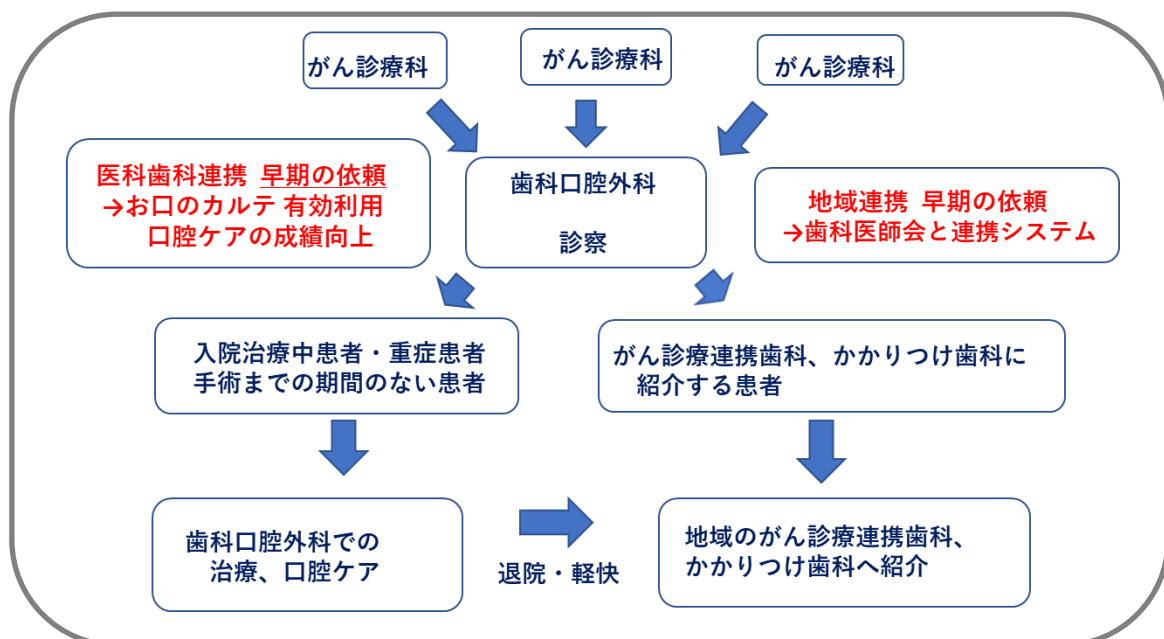 がん診療科
がん診療科
がん診療科
医科歯科連携 早期の依頼
→お口のカルテ 有効利用
口腔ケアの成績向上
歯科口腔外科
診察
地域連携 早期の依頼
→歯科医師会と連携システム
入院治療中患者・重症患者
手術までの期間のない患者
がん診療連携歯科、かかりつけ歯科に
紹介する患者
歯科口腔外科での
治療、口腔ケア
退院・軽快
地域のがん診療連携歯科、
かかりつけ歯科へ紹介